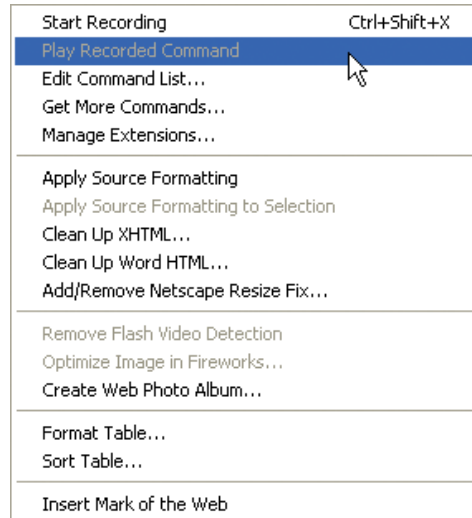 Start Recording Ctrl+Shift+X
Play Recorded Command
Edit Command List...
Get More Commands...
Manage Extensions...
Apply Source Formatting
Apply Source Formatting to Selection
Clean Up XHTML...
Clean Up Word HTML...
Add/Remove Netscape Resize Fix...
Remove Flash Video Detection
Optimize Image in Fireworks...
Create Web Photo Album...
Format Table...
Sort Table...
Insert Mark of the Web